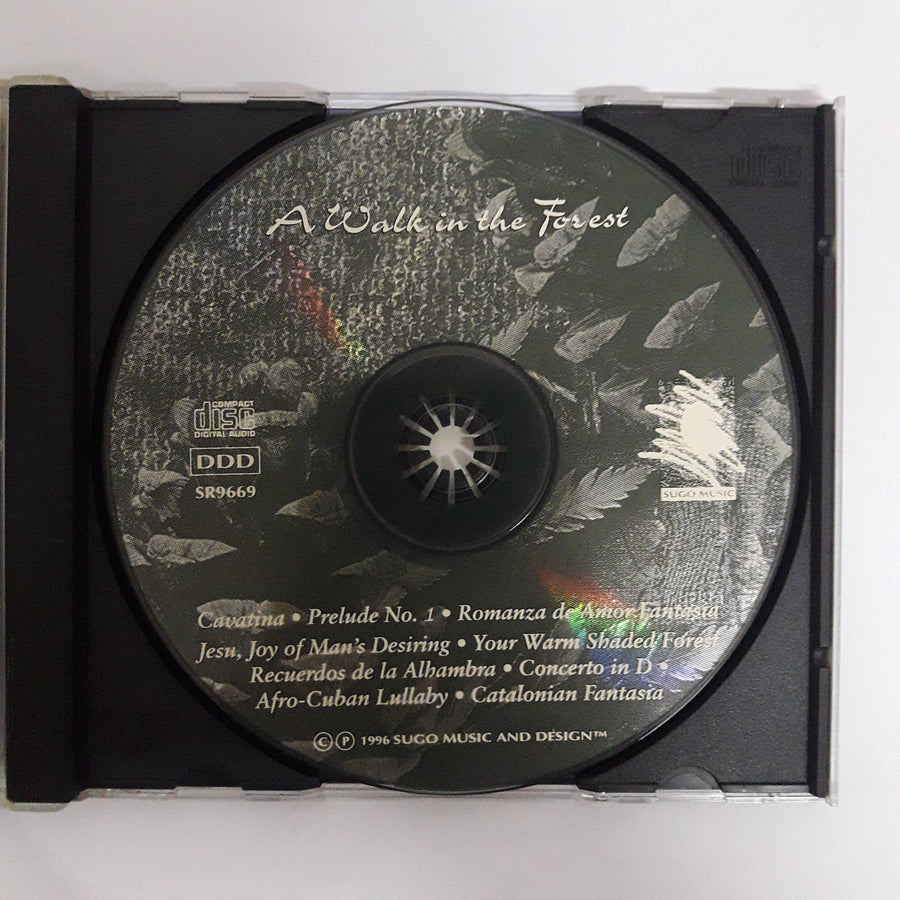 A Walk in the Forest
COMPACT
disc
DIGITAL AUDIO
DDD
SR9669
SUGO MUSIC
Cavatina • Prelude No. 1 • Romanza de Amor Fantasia
Jesu, Joy of Man's Desiring • Your Warm Shaded Forest
Recuerdos de la Alhambra • Concerto in D •
Afro-Cuban Lullaby • Catalonian Fantasia
© ℗ 1996 SUGO MUSIC AND DESIGN™